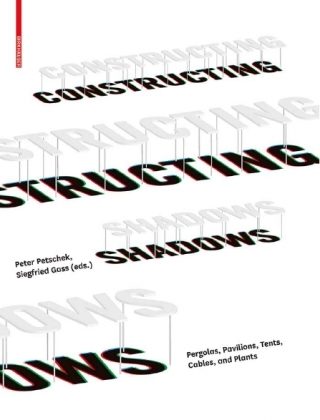 BIRKHÄUSER
CONSTRUCTING
CONSTRUCTING
STRUCTING
STRUCTING
SHADOWS
SHADOWS
Peter Petschek,
Siegfried Gass (eds.)
OWS
OWS
Pergolas, Pavilions, Tents,
Cables, and Plants